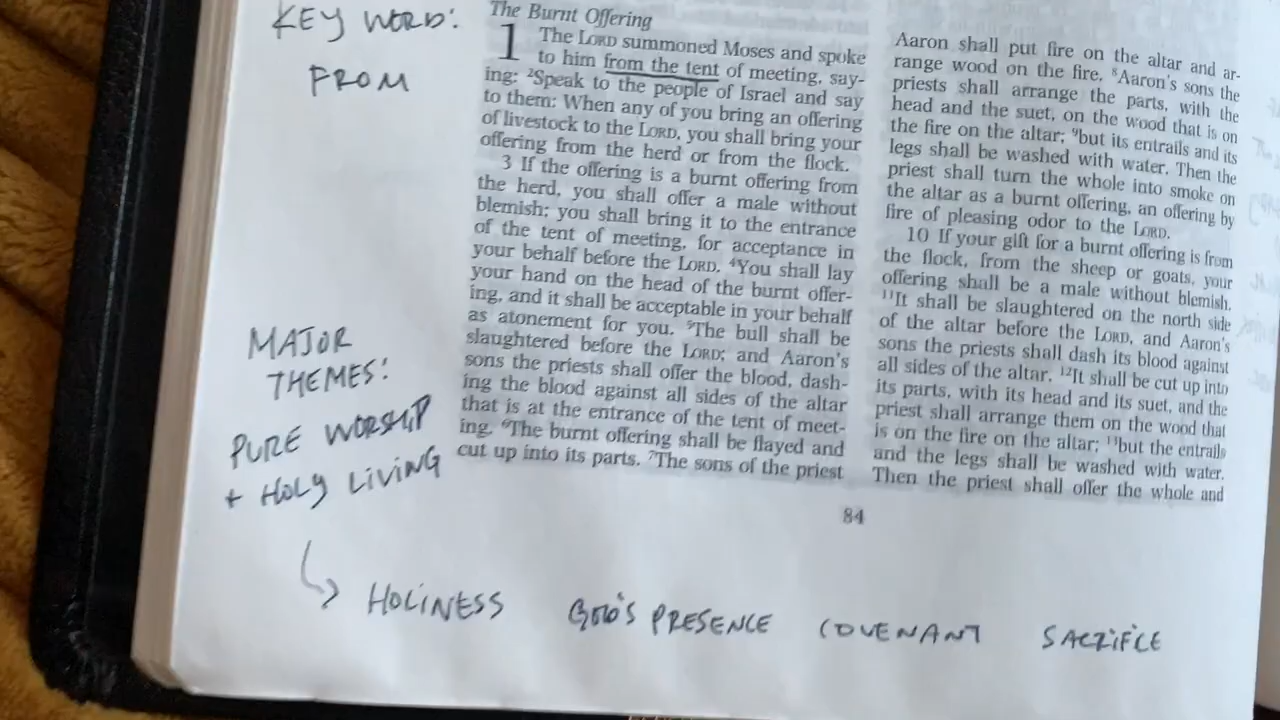 KEY WORD:
FROM
MAJOR
THEMES:
PURE WORSHIP
+ HOLY LIVING
HOLINESS GOD'S PRESENCE COVENANT SACRIFICE
The Burnt Offering
1 The LORD summoned Moses and spoke
to him from the tent of meeting, say-
ing: 2Speak to the people of Israel and say
to them: When any of you bring an offering
of livestock to the LORD, you shall bring your
offering from the herd or from the flock.
3 If the offering is a burnt offering from
the herd, you shall offer a male without
blemish; you shall bring it to the entrance
of the tent of meeting, for acceptance in
your behalf before the LORD. 4You shall lay
your hand on the head of the burnt offer-
ing, and it shall be acceptable in your behalf
as atonement for you. 5The bull shall be
slaughtered before the LORD; and Aaron's
sons the priests shall offer the blood, dash-
ing the blood against all sides of the altar
that is at the entrance of the tent of meet-
ing. 6The burnt offering shall be flayed and
cut up into its parts. 7The sons of the priest
Aaron shall put fire on the altar and ar-
range wood on the fire. 8Aaron's sons the
priests shall arrange the parts, with the
head and the suet, on the wood that is on
the fire on the altar; 9but its entrails and its
legs shall be washed with water. Then the
priest shall turn the whole into smoke on
the altar as a burnt offering, an offering by
fire of pleasing odor to the LORD.
10 If your gift for a burnt offering is from
the flock, from the sheep or goats, your
offering shall be a male without blemish.
11It shall be slaughtered on the north side
of the altar before the LORD, and Aaron's
sons the priests shall dash its blood against
all sides of the altar. 12It shall be cut up into
its parts, with its head and its suet, and the
priest shall arrange them on the wood that
is on the fire on the altar; 13but the entrails
and the legs shall be washed with water.
Then the priest shall offer the whole and
84